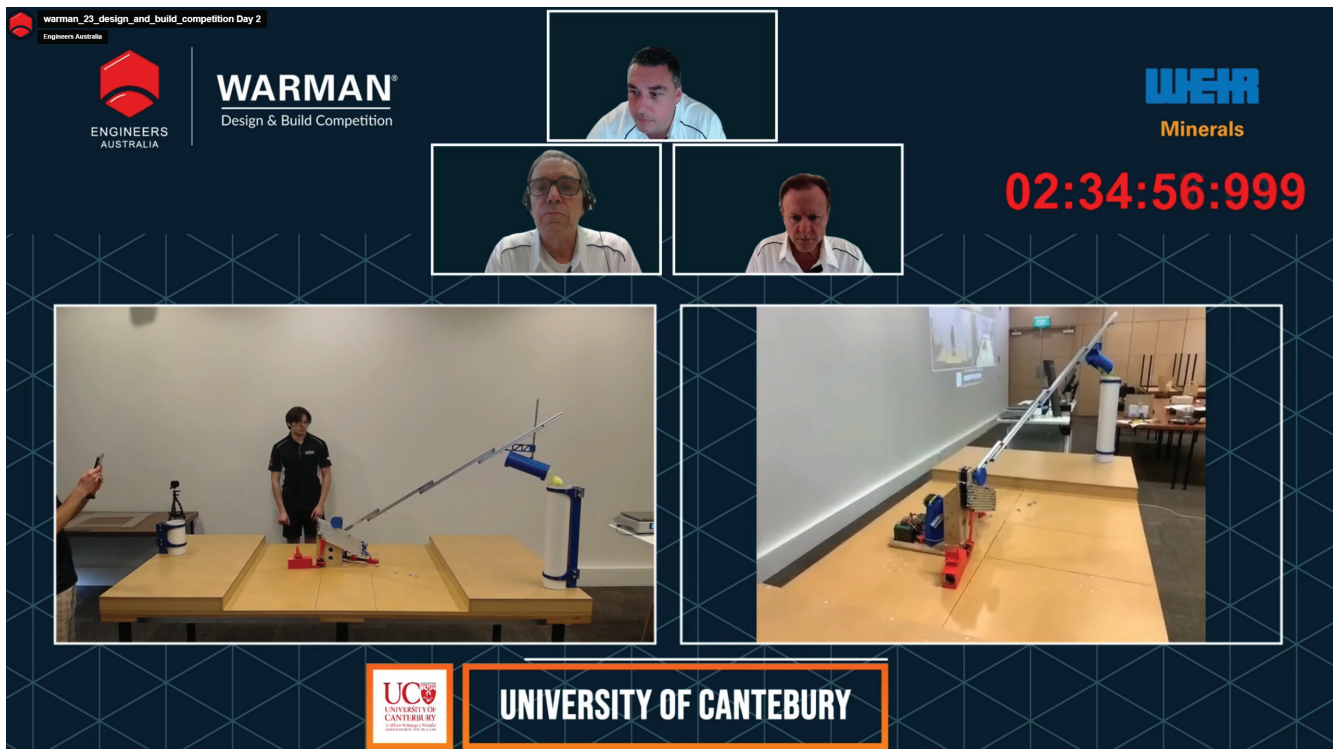 warman_23_design_and_build_competition Day 2
Engineers Australia
ENGINEERS
AUSTRALIA
WARMAN®
Design & Build Competition
WEIR
Minerals
02:34:56:999
EXIT
UC
UNIVERSITY OF
CANTERBURY
UNIVERSITY OF CANTEBURY